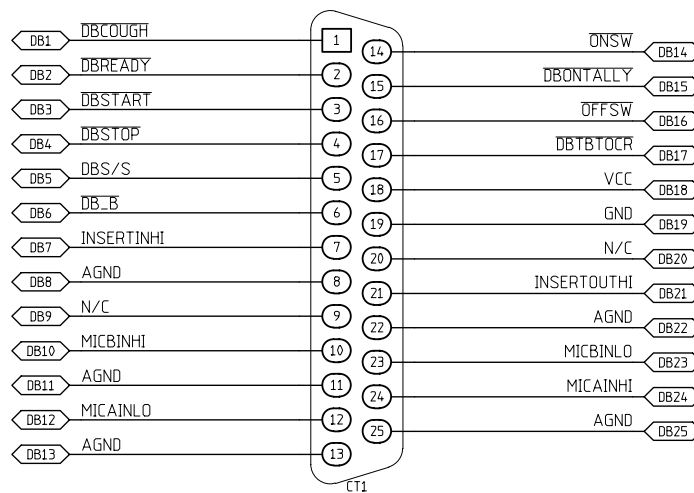 DB1 DBCOUGH 1
14 ONSW DB14
DB2 DBREADY 2
15 DBONTALLY DB15
DB3 DBSTART 3
16 OFFSW DB16
DB4 DBSTOP 4
17 DBTBTOCR DB17
DB5 DBS/S 5
18 VCC DB18
DB6 DB_B 6
19 GND DB19
DB7 INSERTINHI 7
20 N/C DB20
DB8 AGND 8
21 INSERTOUTHI DB21
DB9 N/C 9
22 AGND DB22
DB10 MICBINHI 10
23 MICBINLO DB23
DB11 AGND 11
24 MICAINHI DB24
DB12 MICAINLO 12
25 AGND DB25
DB13 AGND 13
CT1